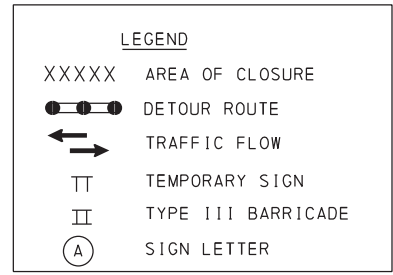 LEGEND
XXXXX AREA OF CLOSURE
DETOUR ROUTE
TRAFFIC FLOW
TEMPORARY SIGN
TYPE III BARRICADE
A SIGN LETTER